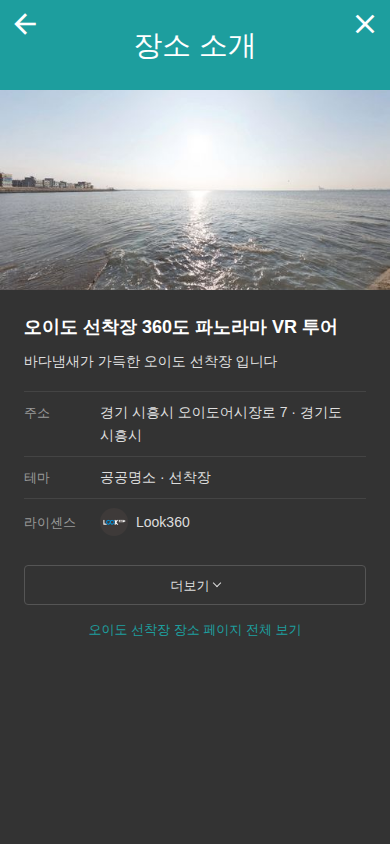 장소 소개
오이도 선착장 360도 파노라마 VR 투어
바다냄새가 가득한 오이도 선착장 입니다
주소 경기 시흥시 오이도어시장로 7 · 경기도
시흥시
테마 공공명소 · 선착장
라이센스 LOOK Look360
더보기
오이도 선착장 장소 페이지 전체 보기